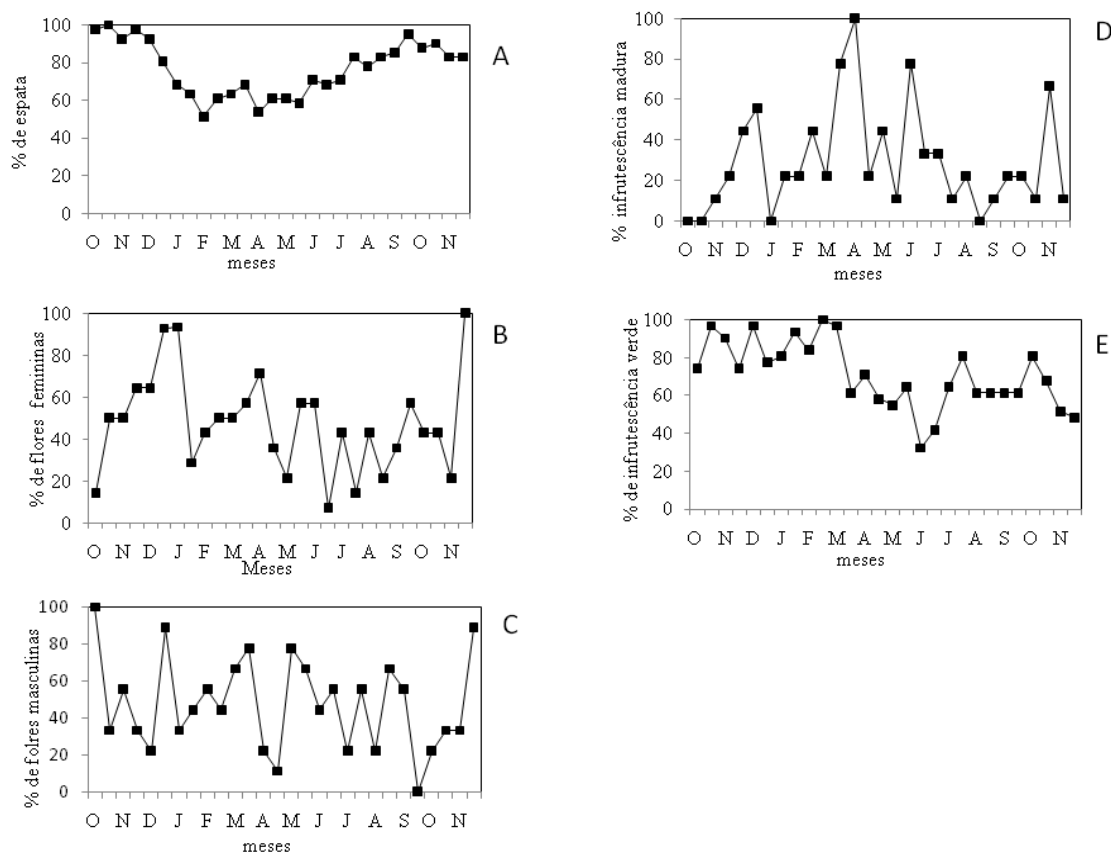 100
80
60
40
20
0
% de espata
O N D J F M A M J J A S O N
meses
A
100
80
60
40
20
0
% de flores femininas
O N D J F M A M J J A S O N
Meses
B
100
80
60
40
20
0
% de folres masculinas
O N D J F M A M J J A S O N
meses
C
100
80
60
40
20
0
% infrutescência madura
O N D J F M A M J J A S O N
meses
D
100
80
60
40
20
0
% de infrutescência verde
O N D J F M A M J J A S O N
meses
E